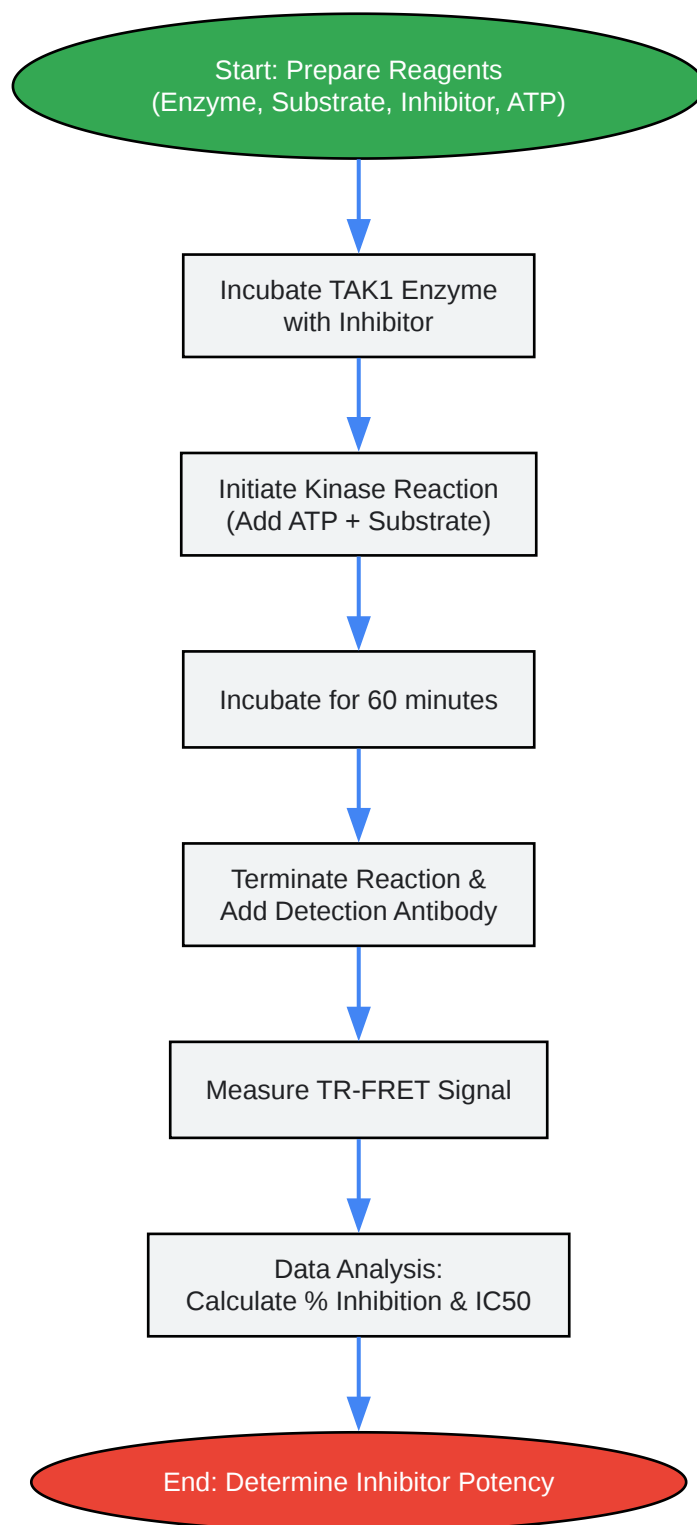 Start: Prepare Reagents
(Enzyme, Substrate, Inhibitor, ATP)
Incubate TAK1 Enzyme
with Inhibitor
Initiate Kinase Reaction
(Add ATP + Substrate)
Incubate for 60 minutes
Terminate Reaction &
Add Detection Antibody
Measure TR-FRET Signal
Data Analysis:
Calculate % Inhibition & IC50
End: Determine Inhibitor Potency